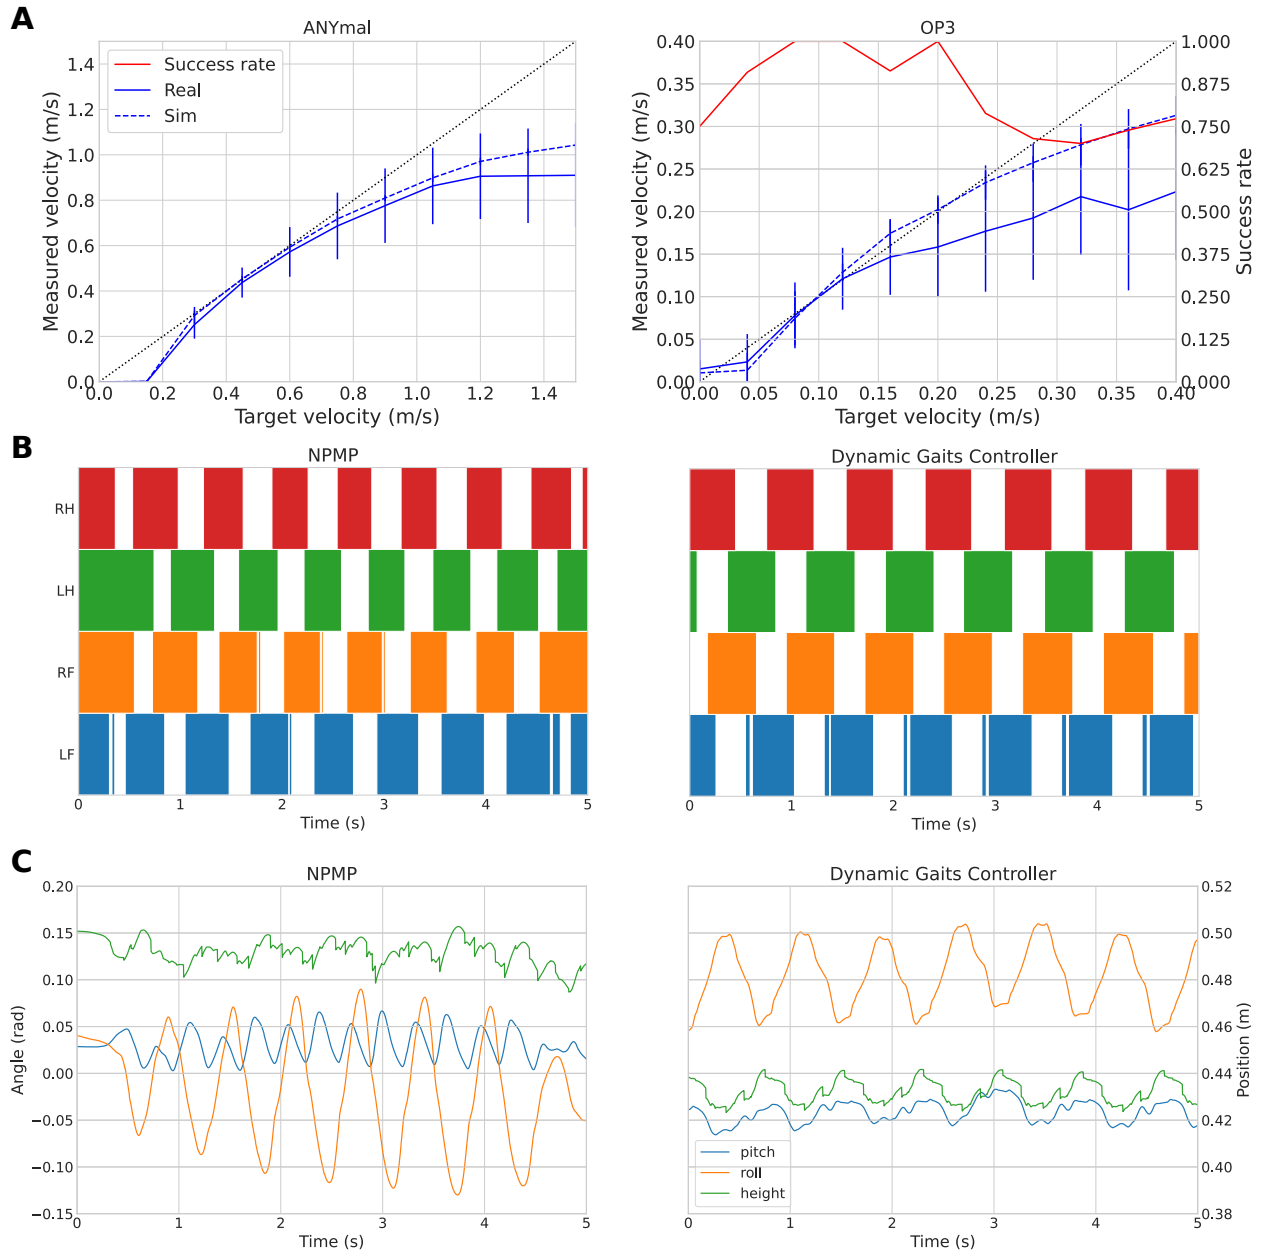 A
ANYmal
OP3
Success rate
Real
Sim
Measured velocity (m/s)
0.0
0.2
0.4
0.6
0.8
1.0
1.2
1.4
0.0 0.2 0.4 0.6 0.8 1.0 1.2 1.4
Target velocity (m/s)
Measured velocity (m/s)
0.40
0.35
0.30
0.25
0.20
0.15
0.10
0.05
0.00
0.00 0.05 0.10 0.15 0.20 0.25 0.30 0.35 0.40
Target velocity (m/s)
1.000
0.875
0.750
0.625
0.500
0.375
0.250
0.125
0.000
Success rate
B
NPMP
Dynamic Gaits Controller
RH
LH
RF
LF
0 1 2 3 4 5
Time (s)
0 1 2 3 4 5
Time (s)
C
NPMP
Dynamic Gaits Controller
Angle (rad)
0.20
0.15
0.10
0.05
0.00
−0.05
−0.10
−0.15
0 1 2 3 4 5
Time (s)
pitch
roll
height
0 1 2 3 4 5
Time (s)
0.52
0.50
0.48
0.46
0.44
0.42
0.40
0.38
Position (m)